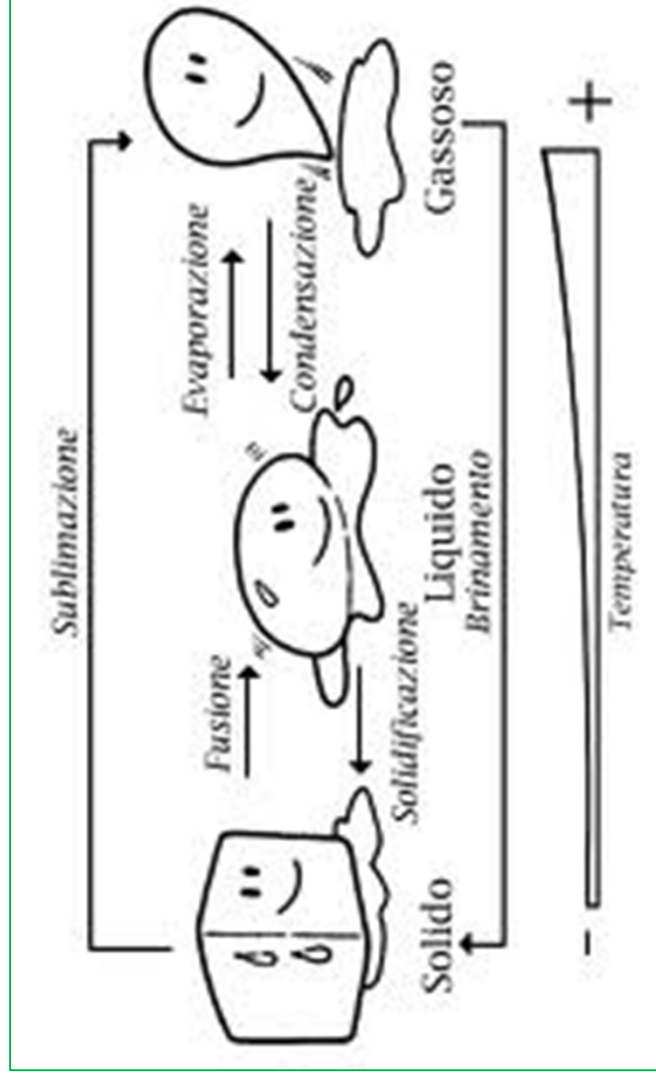 Sublimazione
Fusione
Evaporazione
Solidificazione
Condensazione
Solido
Liquido
Gassoso
Brinamento
- +
Temperatura